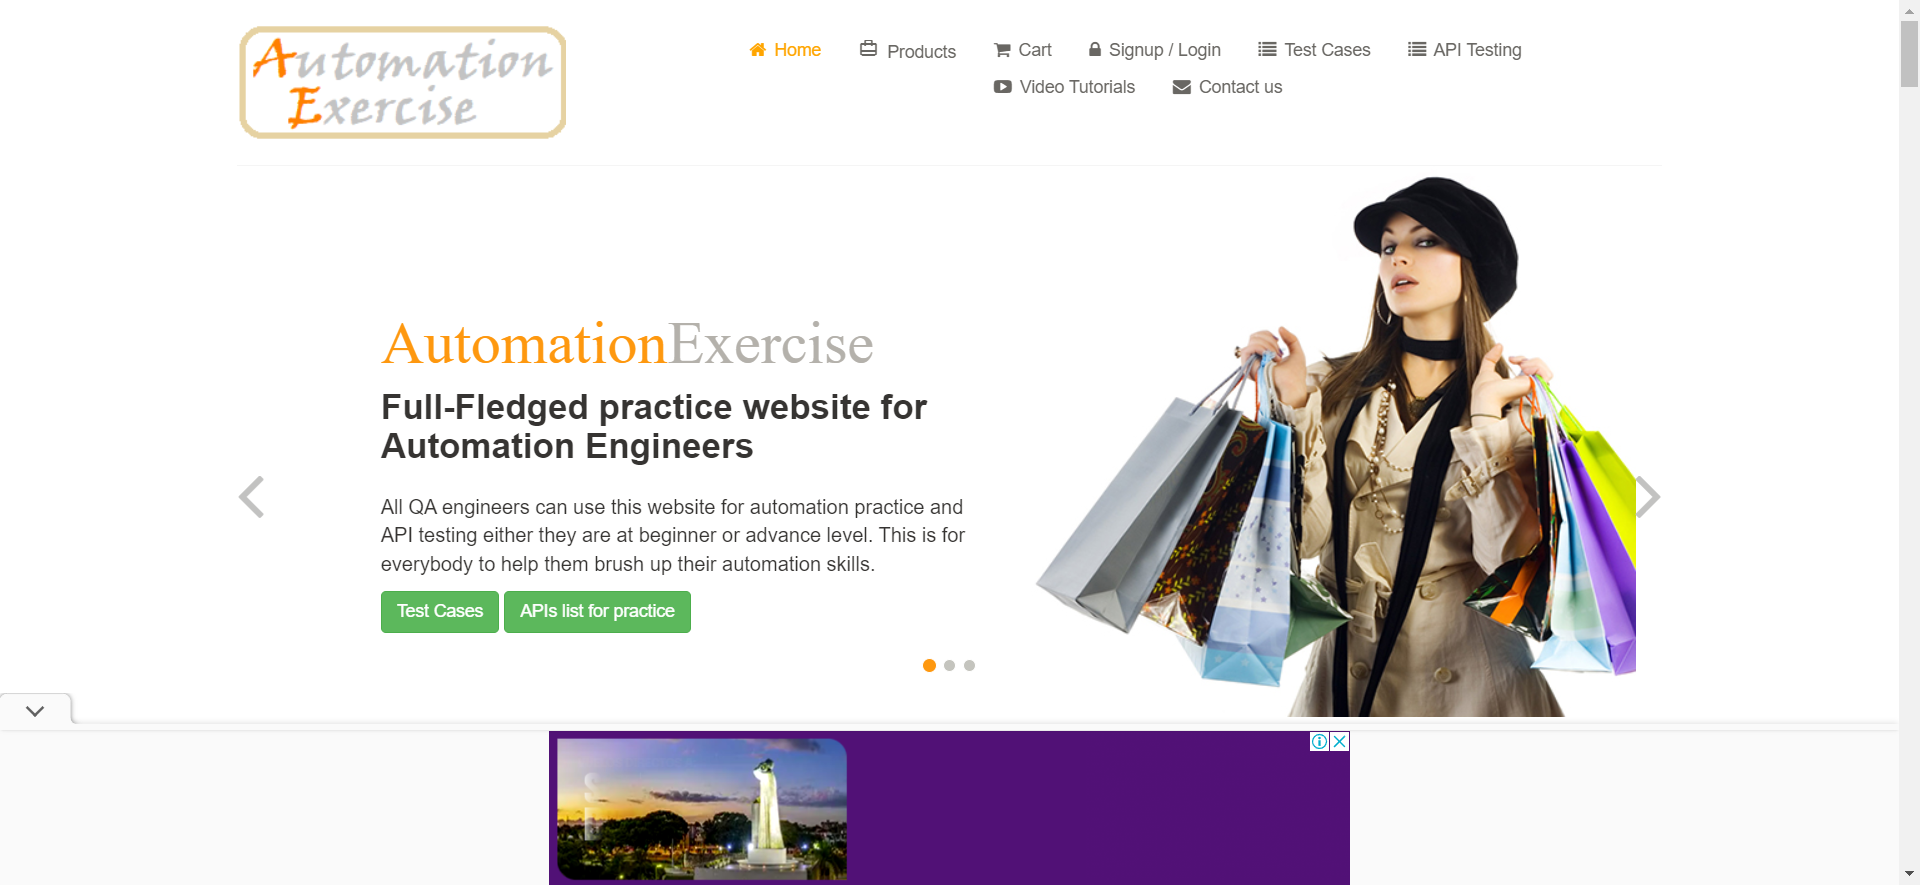 Automation
Exercise
Home
Products
Cart
Signup / Login
Test Cases
API Testing
Video Tutorials
Contact us
AutomationExercise
Full-Fledged practice website for
Automation Engineers
All QA engineers can use this website for automation practice and
API testing either they are at beginner or advance level. This is for
everybody to help them brush up their automation skills.
Test Cases
APIs list for practice